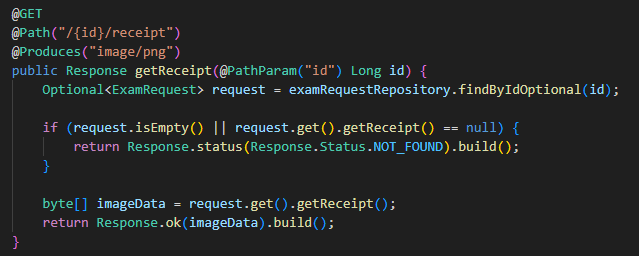 @GET
@Path("/{id}/receipt")
@Produces("image/png")
public Response getReceipt(@PathParam("id") Long id) {
    Optional<ExamRequest> request = examRequestRepository.findByIdOptional(id);

    if (request.isEmpty() || request.get().getReceipt() == null) {
        return Response.status(Response.Status.NOT_FOUND).build();
    }

    byte[] imageData = request.get().getReceipt();
    return Response.ok(imageData).build();
}